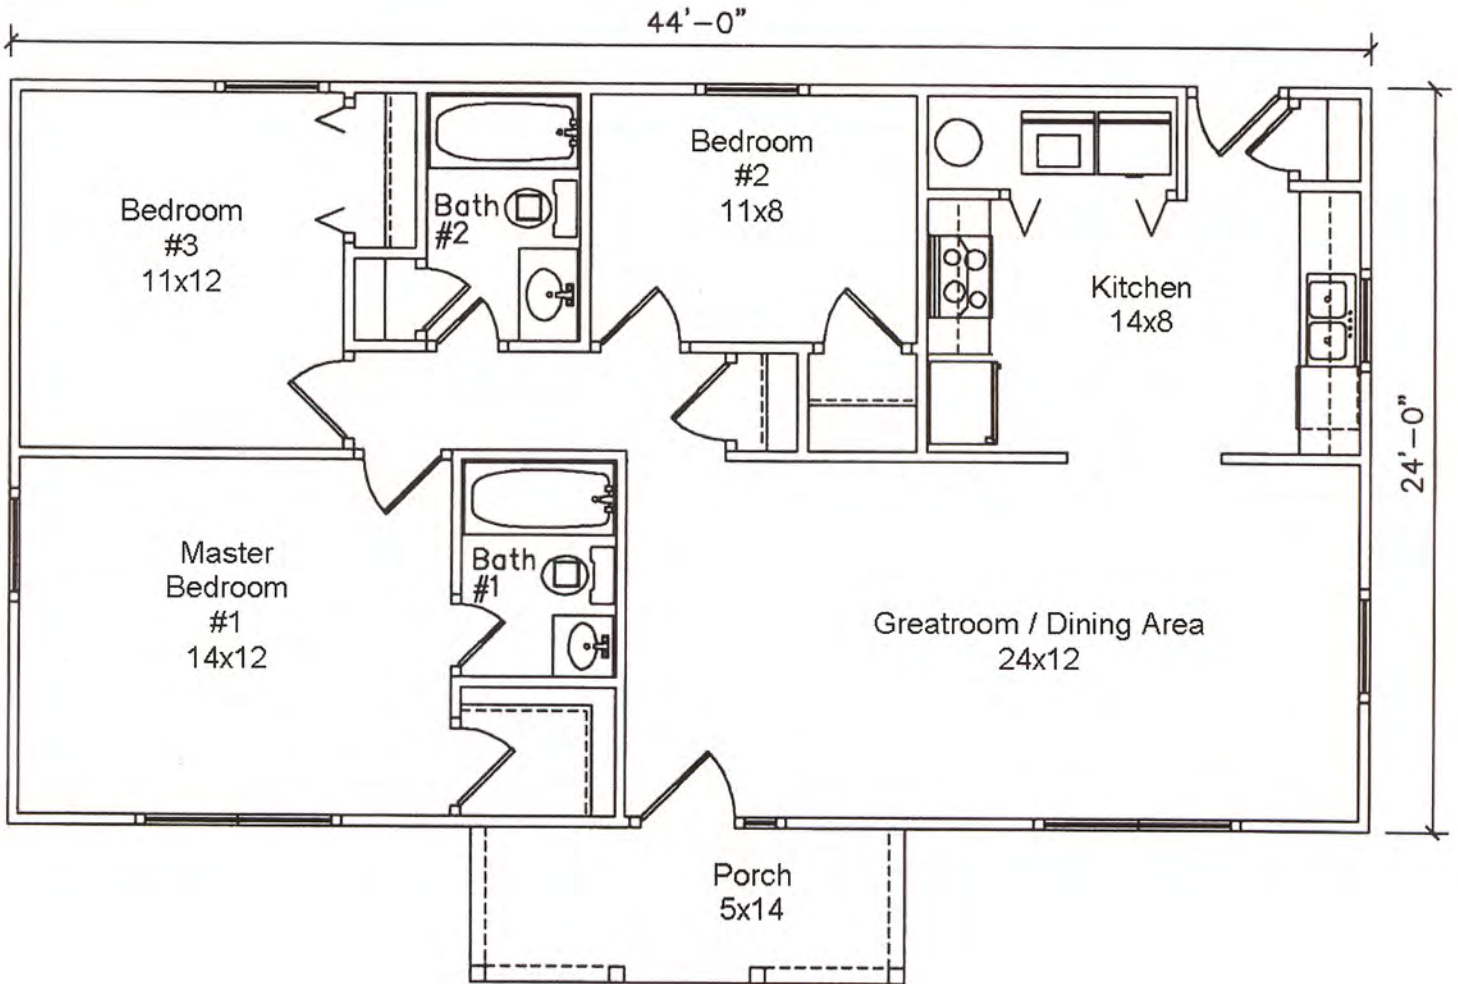 44'-0"
Bedroom
#3
11x12
Bath
#2
Bedroom
#2
11x8
Kitchen
14x8
24'-0"
Master
Bedroom
#1
14x12
Bath
#1
Greatroom / Dining Area
24x12
Porch
5x14